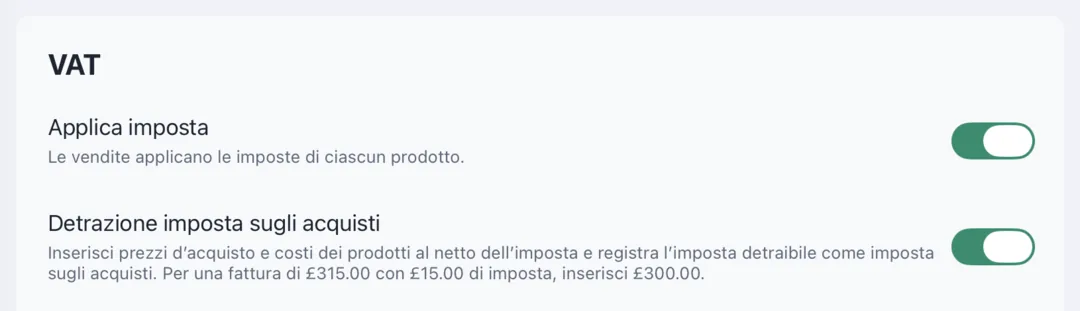 VAT
Applica imposta
Le vendite applicano le imposte di ciascun prodotto.
Detrazione imposta sugli acquisti
Inserisci prezzi d’acquisto e costi dei prodotti al netto dell’imposta e registra l’imposta detraibile come imposta
sugli acquisti. Per una fattura di £315.00 con £15.00 di imposta, inserisci £300.00.